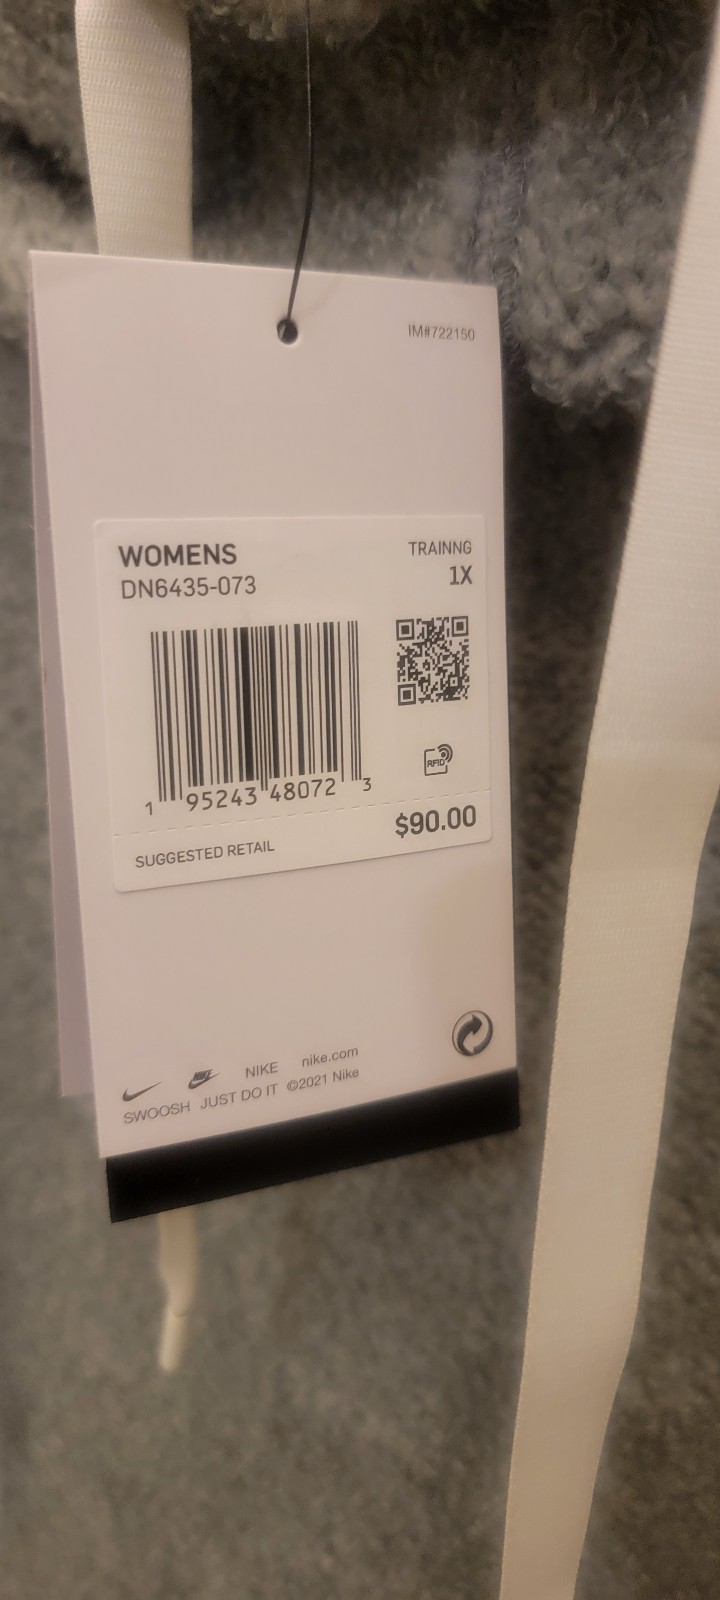 IM#722150
WOMENS
TRAINNG
DN6435-073
1X
RFID
1 95243 48072 3
$90.00
SUGGESTED RETAIL
NIKE
NIKE nike.com
SWOOSH JUST DO IT ©2021 Nike